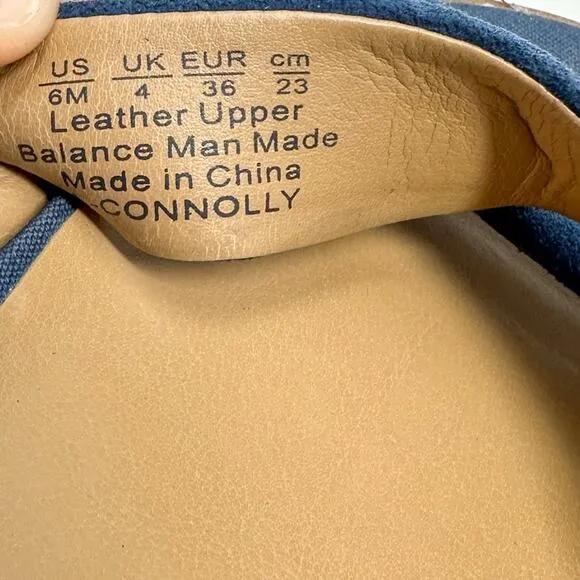 US UK EUR cm
6M 4 36 23
Leather Upper
Balance Man Made
Made in China
-CONNOLLY